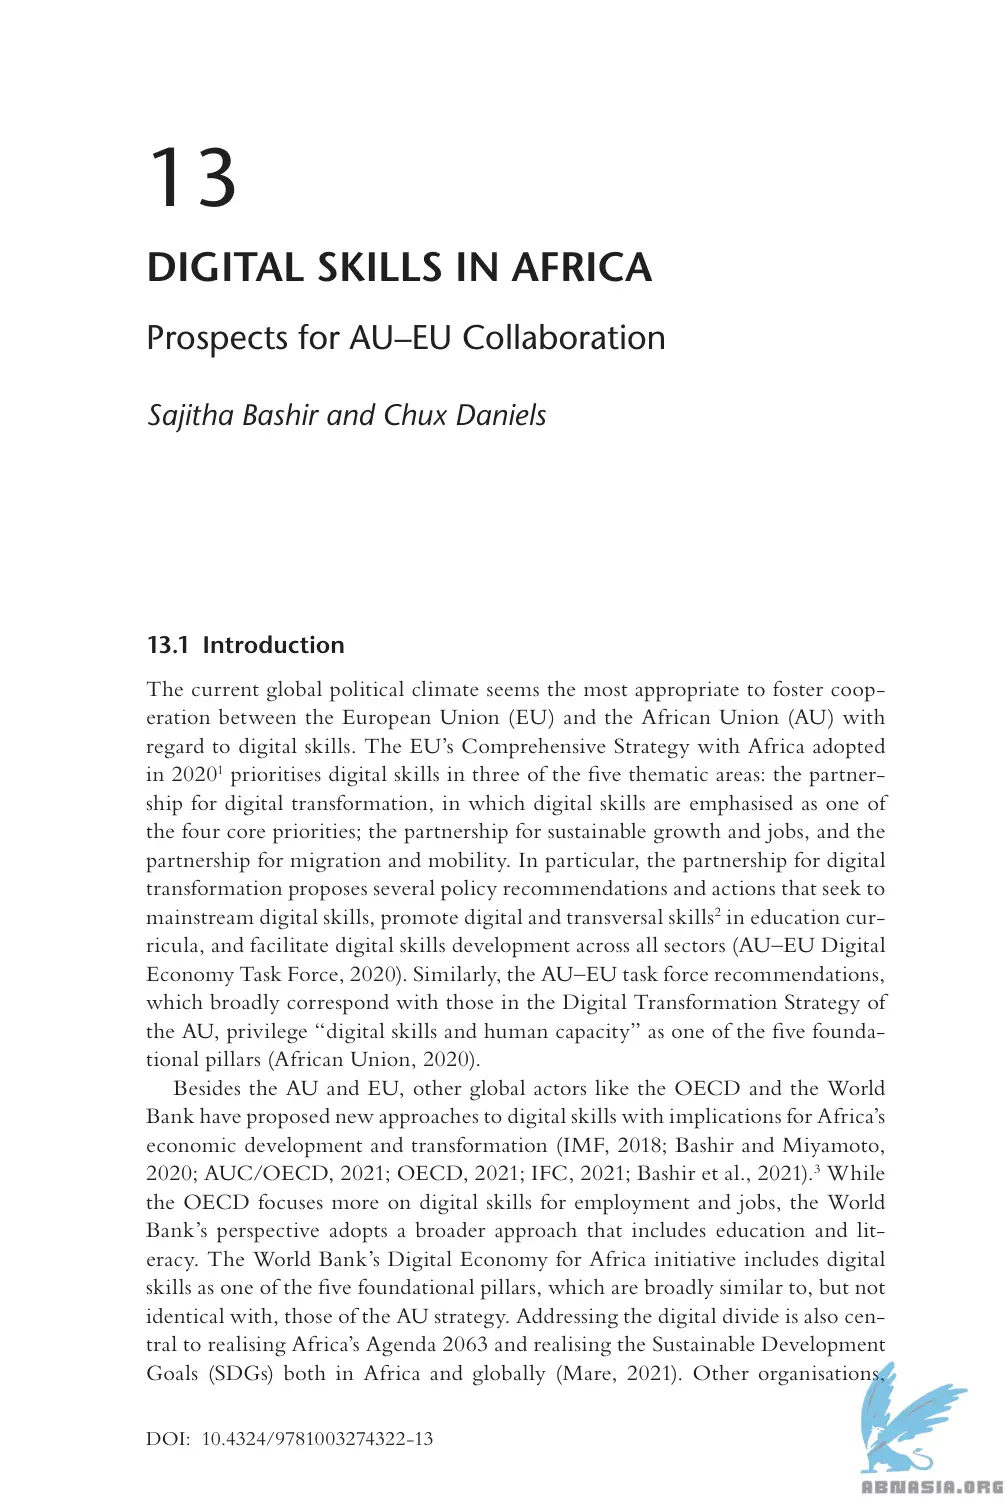 13
DIGITAL SKILLS IN AFRICA
Prospects for AU–EU Collaboration
Sajitha Bashir and Chux Daniels
13.1 Introduction
The current global political climate seems the most appropriate to foster coop-
eration between the European Union (EU) and the African Union (AU) with
regard to digital skills. The EU’s Comprehensive Strategy with Africa adopted
in 2020¹ prioritises digital skills in three of the five thematic areas: the partner-
ship for digital transformation, in which digital skills are emphasised as one of
the four core priorities; the partnership for sustainable growth and jobs, and the
partnership for migration and mobility. In particular, the partnership for digital
transformation proposes several policy recommendations and actions that seek to
mainstream digital skills, promote digital and transversal skills² in education cur-
ricula, and facilitate digital skills development across all sectors (AU–EU Digital
Economy Task Force, 2020). Similarly, the AU–EU task force recommendations,
which broadly correspond with those in the Digital Transformation Strategy of
the AU, privilege “digital skills and human capacity” as one of the five founda-
tional pillars (African Union, 2020).
Besides the AU and EU, other global actors like the OECD and the World
Bank have proposed new approaches to digital skills with implications for Africa’s
economic development and transformation (IMF, 2018; Bashir and Miyamoto,
2020; AUC/OECD, 2021; OECD, 2021; IFC, 2021; Bashir et al., 2021).³ While
the OECD focuses more on digital skills for employment and jobs, the World
Bank’s perspective adopts a broader approach that includes education and lit-
eracy. The World Bank’s Digital Economy for Africa initiative includes digital
skills as one of the five foundational pillars, which are broadly similar to, but not
identical with, those of the AU strategy. Addressing the digital divide is also cen-
tral to realising Africa’s Agenda 2063 and realising the Sustainable Development
Goals (SDGs) both in Africa and globally (Mare, 2021). Other organisations,
DOI: 10.4324/9781003274322-13
ABNASIA.ORG